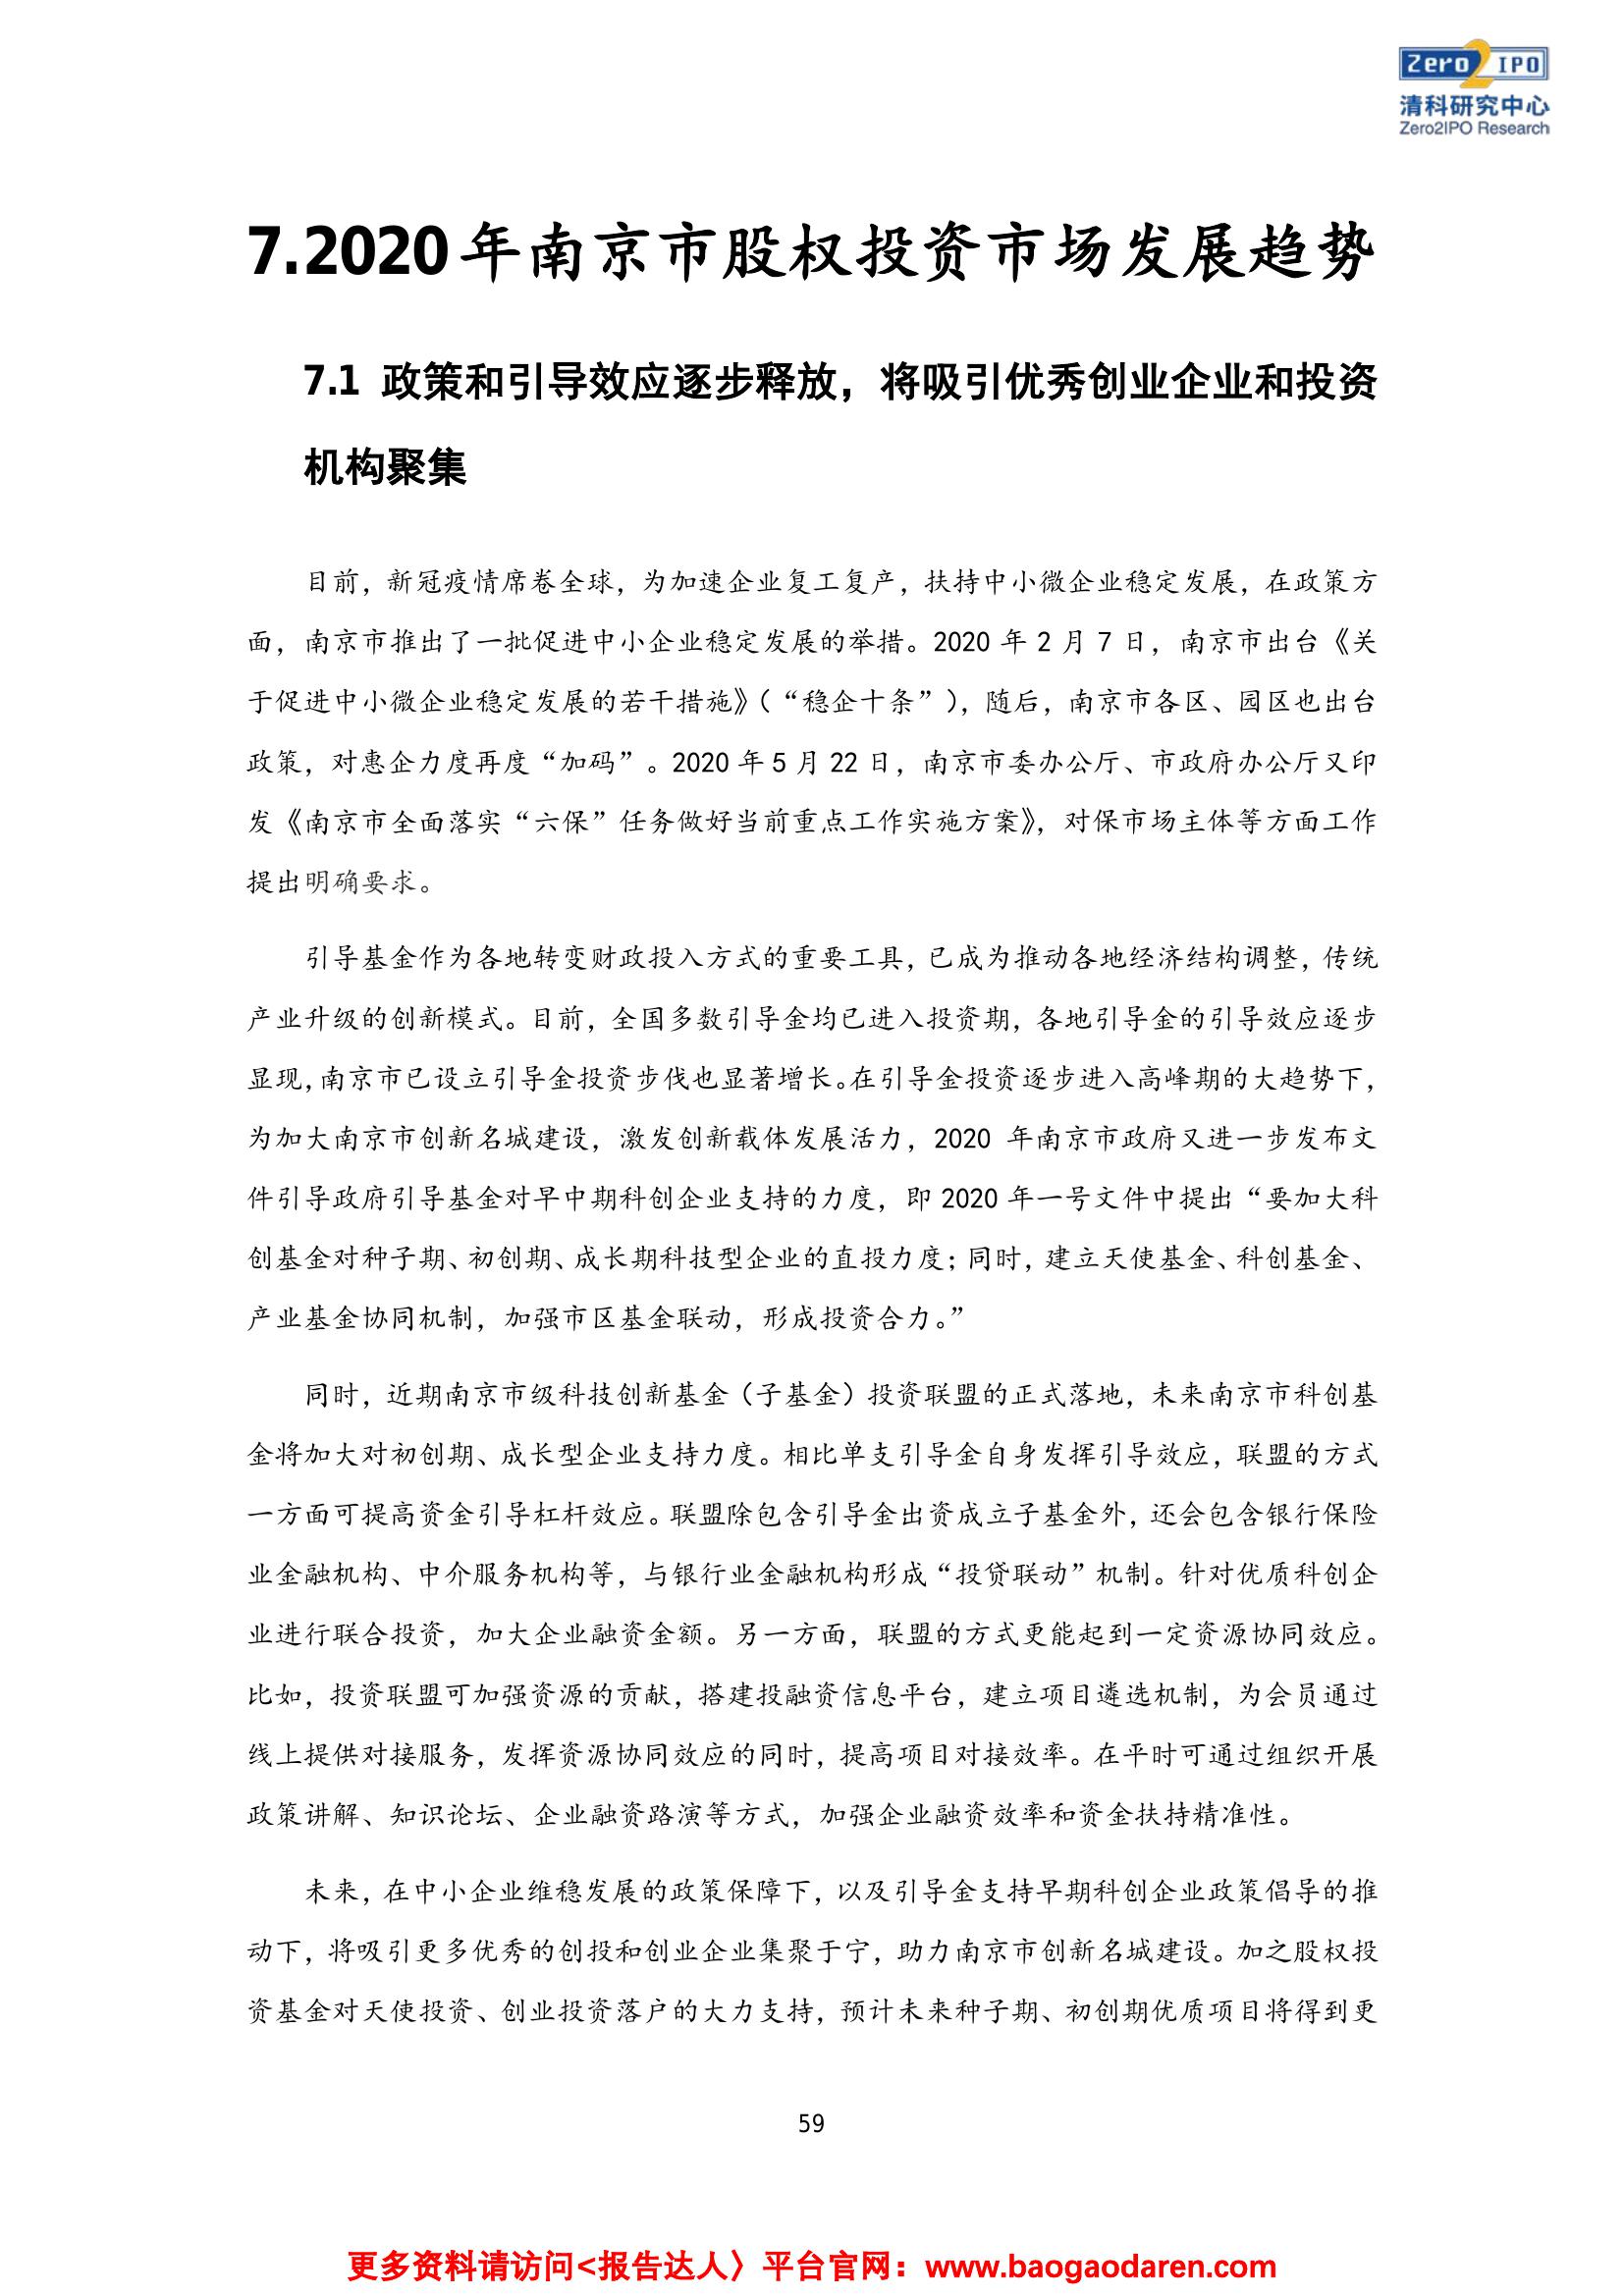 Zero2IPO
清科研究中心
Zero2IPO Research
7.2020年南京市股权投资市场发展趋势
7.1 政策和引导效应逐步释放，将吸引优秀创业企业和投资
机构聚集
目前，新冠疫情席卷全球，为加速企业复工复产，扶持中小微企业稳定发展，在政策方
面，南京市推出了一批促进中小企业稳定发展的举措。2020 年 2 月 7 日，南京市出台《关
于促进中小微企业稳定发展的若干措施》（“稳企十条”），随后，南京市各区、园区也出台
政策，对惠企力度再度“加码”。2020 年 5 月 22 日，南京市委办公厅、市政府办公厅又印
发《南京市全面落实“六保”任务做好当前重点工作实施方案》，对保市场主体等方面工作
提出明确要求。
引导基金作为各地转变财政投入方式的重要工具，已成为推动各地经济结构调整，传统
产业升级的创新模式。目前，全国多数引导金均已进入投资期，各地引导金的引导效应逐步
显现，南京市已设立引导金投资步伐也显著增长。在引导金投资逐步进入高峰期的大趋势下，
为加大南京市创新名城建设，激发创新载体发展活力，2020 年南京市政府又进一步发布文
件引导政府引导基金对早中期科创企业支持的力度，即 2020 年一号文件中提出“要加大科
创基金对种子期、初创期、成长期科技型企业的直投力度；同时，建立天使基金、科创基金、
产业基金协同机制，加强市区基金联动，形成投资合力。”
同时，近期南京市级科技创新基金（子基金）投资联盟的正式落地，未来南京市科创基
金将加大对初创期、成长型企业支持力度。相比单支引导金自身发挥引导效应，联盟的方式
一方面可提高资金引导杠杆效应。联盟除包含引导金出资成立子基金外，还会包含银行保险
业金融机构、中介服务机构等，与银行业金融机构形成“投贷联动”机制。针对优质科创企
业进行联合投资，加大企业融资金额。另一方面，联盟的方式更能起到一定资源协同效应。
比如，投资联盟可加强资源的贡献，搭建投融资信息平台，建立项目遴选机制，为会员通过
线上提供对接服务，发挥资源协同效应的同时，提高项目对接效率。在平时可通过组织开展
政策讲解、知识论坛、企业融资路演等方式，加强企业融资效率和资金扶持精准性。
未来，在中小企业维稳发展的政策保障下，以及引导金支持早期科创企业政策倡导的推
动下，将吸引更多优秀的创投和创业企业集聚于宁，助力南京市创新名城建设。加之股权投
资基金对天使投资、创业投资落户的大力支持，预计未来种子期、初创期优质项目将得到更
59
更多资料请访问<报告达人〉平台官网：www.baogaodaren.com